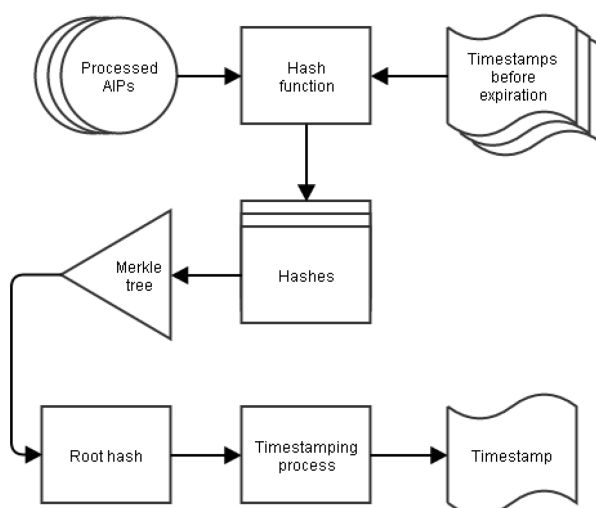 Processed
AIPs
Hash
function
Timestamps
before
expiration
Merkle
tree
Hashes
Root hash
Timestamping
process
Timestamp